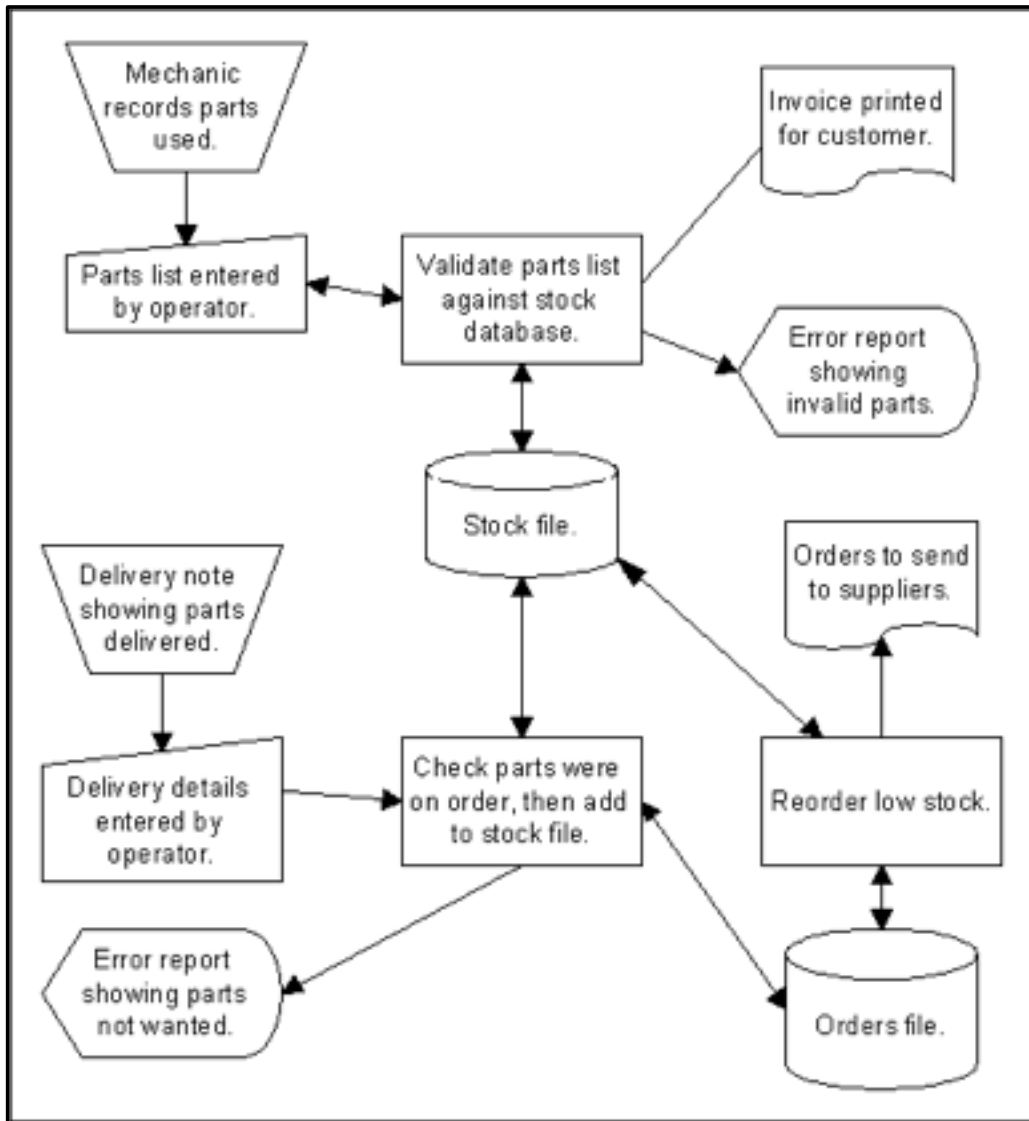 Mechanic
records parts
used.
Invoice printed
for customer.
Parts list entered
by operator.
Validate parts list
against stock
database.
Error report
showing
invalid parts.
Stock file.
Delivery note
showing parts
delivered.
Orders to send
to suppliers.
Delivery details
entered by
operator.
Check parts were
on order, then add
to stock file.
Reorder low stock.
Error report
showing parts
not wanted.
Orders file.